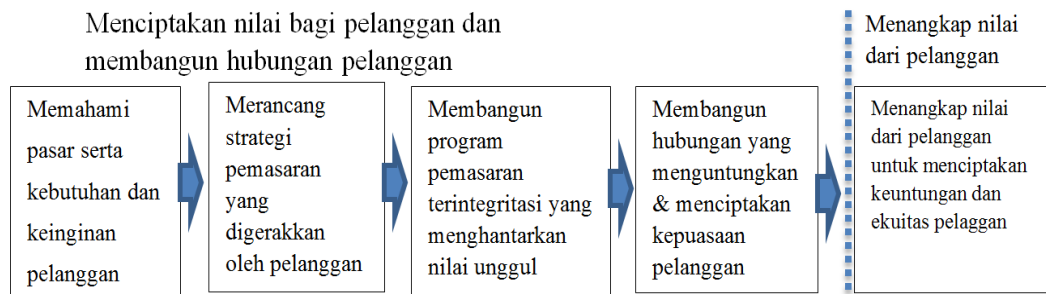 Menciptakan nilai bagi pelanggan dan
membangun hubungan pelanggan
Menangkap nilai
dari pelanggan
Memahami
pasar serta
kebutuhan dan
keinginan
pelanggan
Merancang
strategi
pemasaran
yang
digerakkan
oleh pelanggan
Membangun
program
pemasaran
terintegritasi yang
menghantarkan
nilai unggul
Membangun
hubungan yang
menguntungkan
& menciptakan
kepuasaan
pelanggan
Menangkap nilai
dari pelanggan
untuk menciptakan
keuntungan dan
ekuitas pelaggan